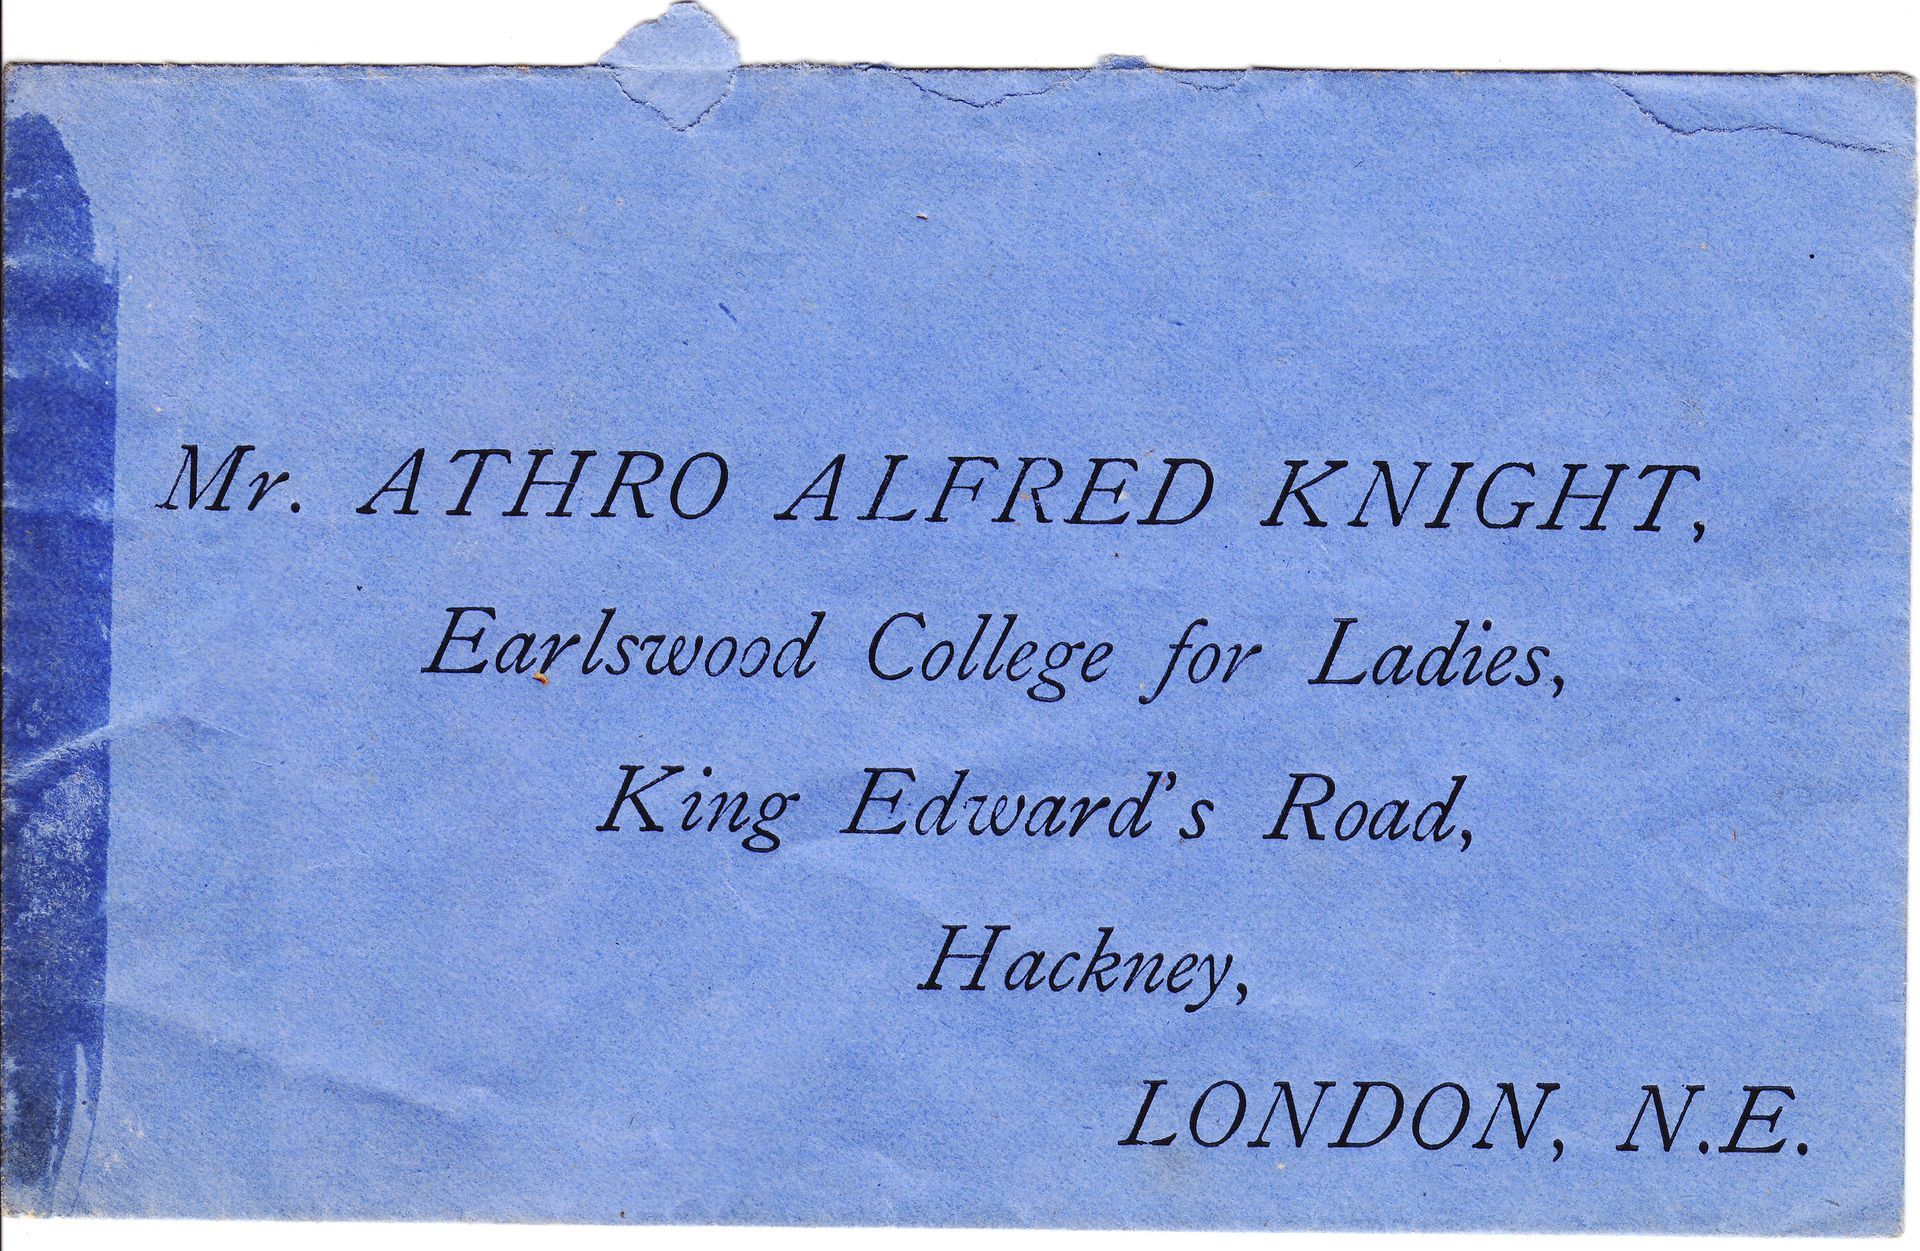 Mr. ATHRO ALFRED KNIGHT,
Earlswood College for Ladies,
King Edward's Road,
Hackney,
LONDON, N.E.